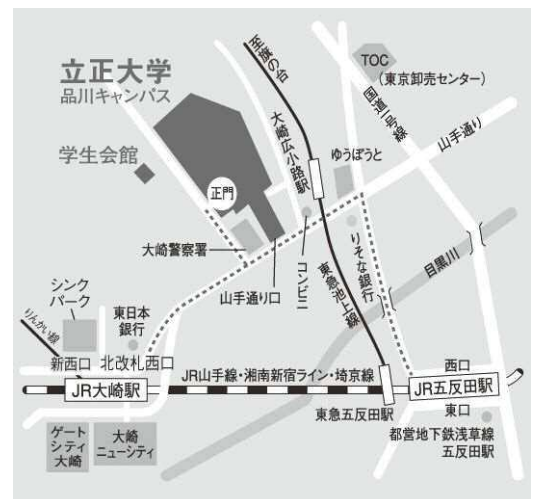 立正大学
品川キャンパス
学生会館
正門
至旗の台
大崎広小路駅
TOC
(東京卸売センター)
国道一号線
山手通り
ゆうぽうと
大崎警察署
山手通り口
コンビニ
東急池上線
りそな銀行
目黒川
シンク
パーク
りんかい線
東日本
銀行
新西口
北改札西口
JR山手線・湘南新宿ライン・埼京線
西口
JR大崎駅
JR五反田駅
東急五反田駅
東口
ゲート
シティ
大崎
大崎
ニューシティ
都営地下鉄浅草線
五反田駅